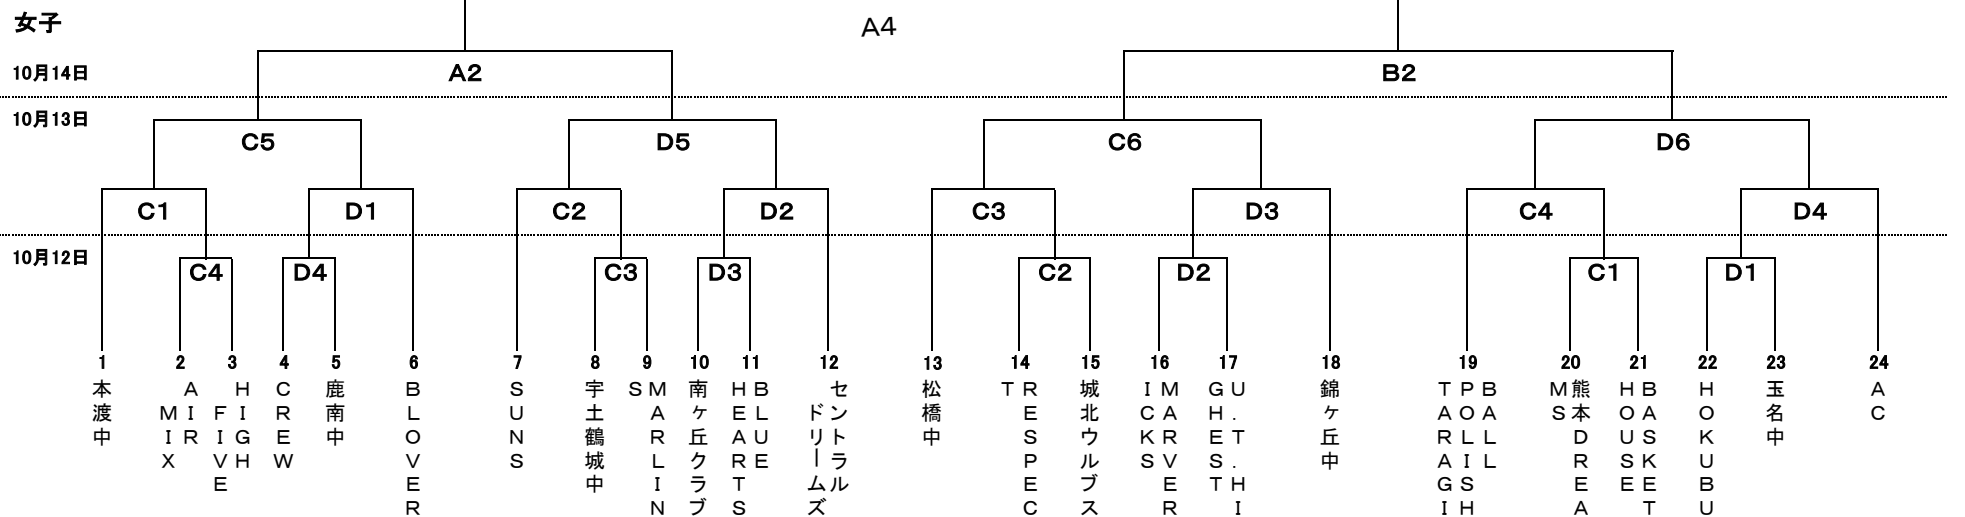 女子
A4
10月14日
A2
B2
10月13日
C5
D5
C6
D6
C1
D1
C2
D2
C3
D3
C4
D4
10月12日
C4
D4
C3
D3
C2
D2
C1
D1
1
2
3
4
5
6
7
8
9
10
11
12
13
14
15
16
17
18
19
20
21
22
23
24
本渡中
AIR
MIX
HIGH
FIVE
CREW
鹿南中
BLOVER
SUNS
宇土鶴城中
MARLIN
S
南ヶ丘クラブ
BLUE
HEARTS
セントラル
ドリームズ
松橋中
RESPEC
T
城北ウルブス
MARVER
ICKS
U.T.HI
GHEST
錦ヶ丘中
BALL
POLISH
TARAGI
熊本DREA
MS
BASKET
HOUSE
HOKUBU
玉名中
AC